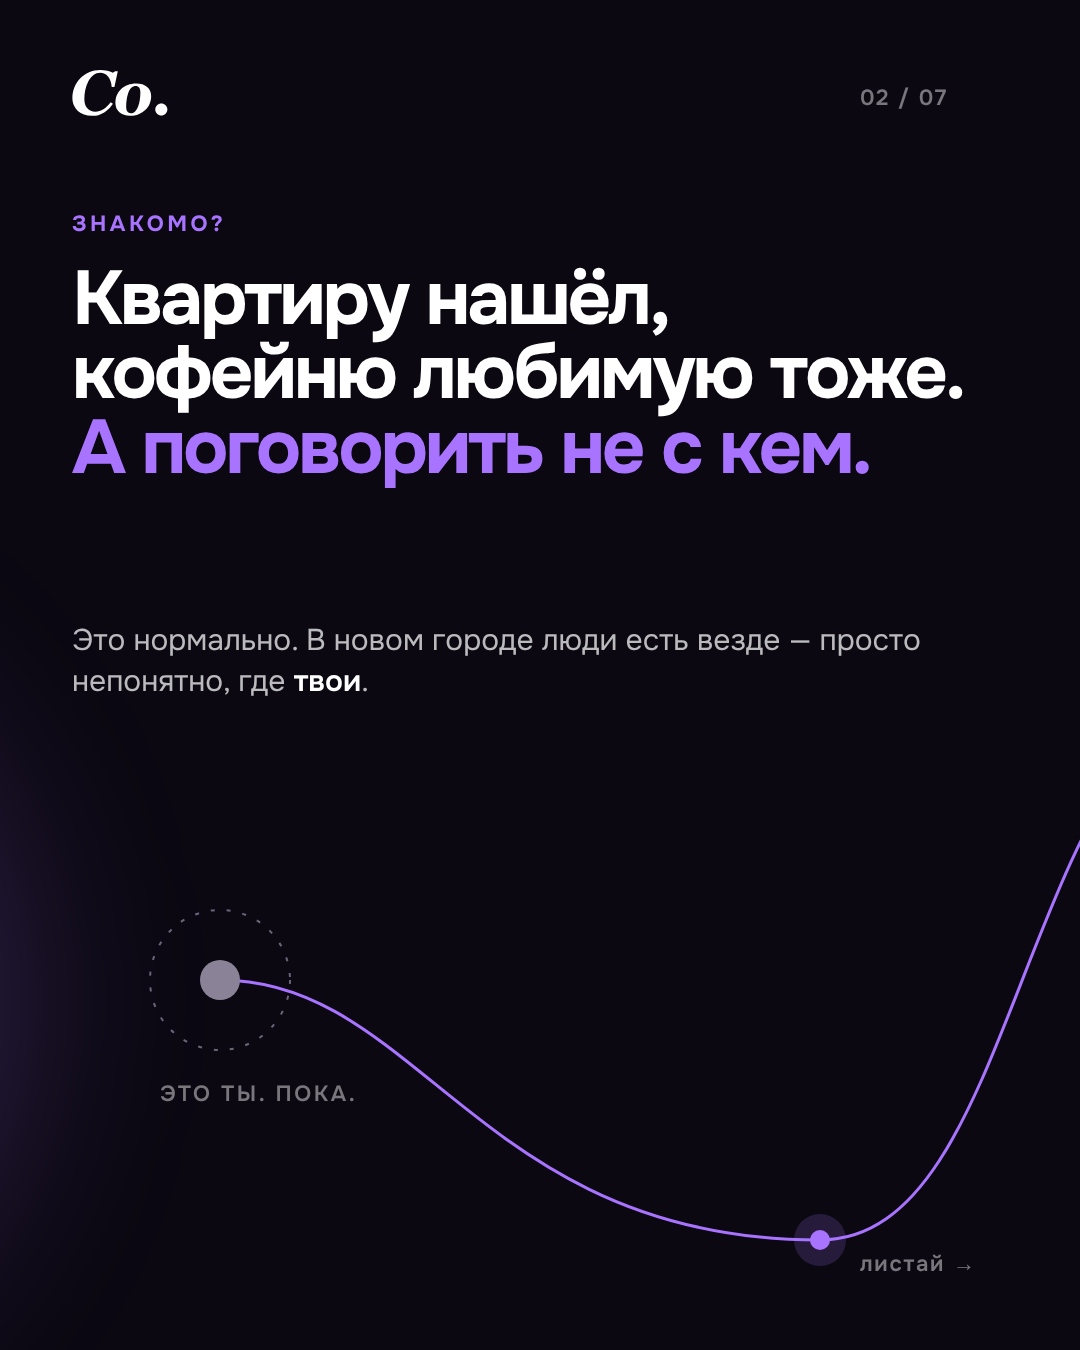 Co.
02 / 07
ЗНАКОМО?
Квартиру нашёл,
кофейню любимую тоже.
А поговорить не с кем.
Это нормально. В новом городе люди есть везде — просто
непонятно, где твои.
ЭТО ТЫ. ПОКА.
листай →